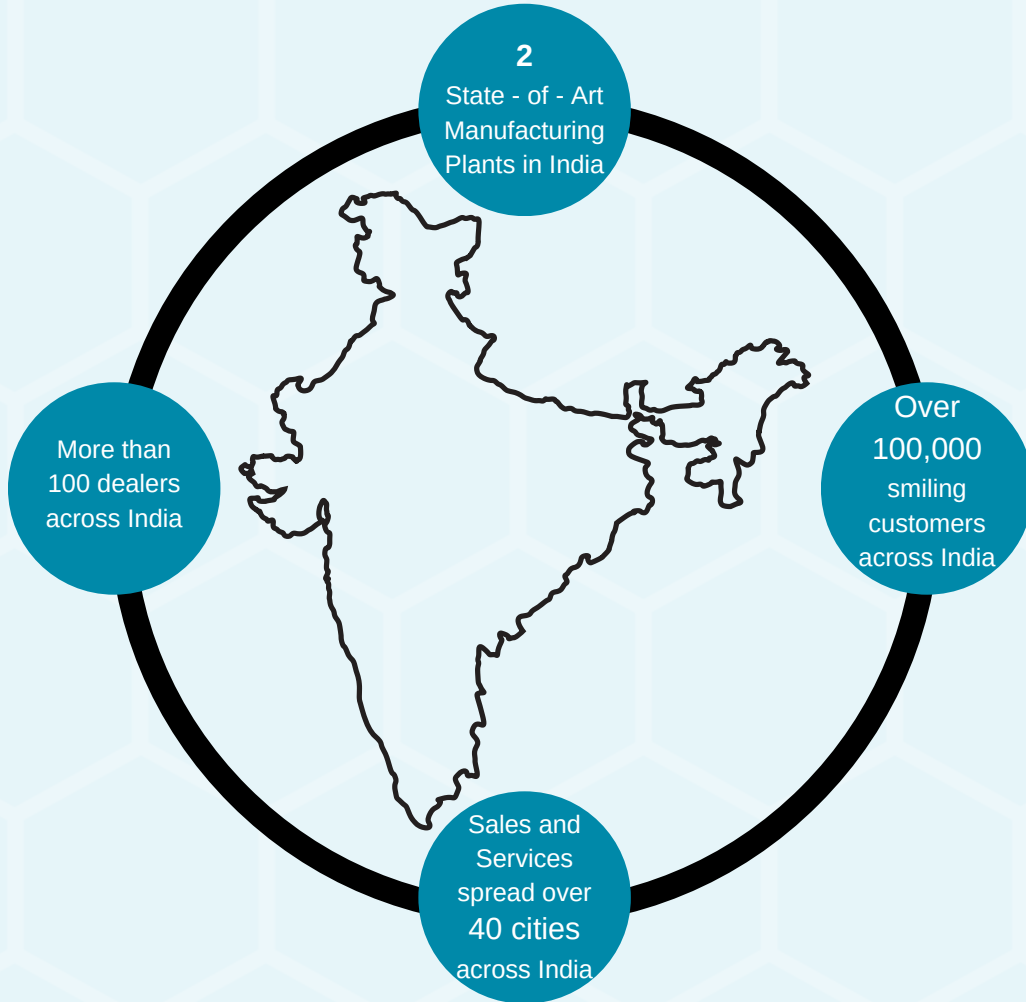 2
State - of - Art
Manufacturing
Plants in India
More than
100 dealers
across India
Over
100,000
smiling
customers
across India
Sales and
Services
spread over
40 cities
across India